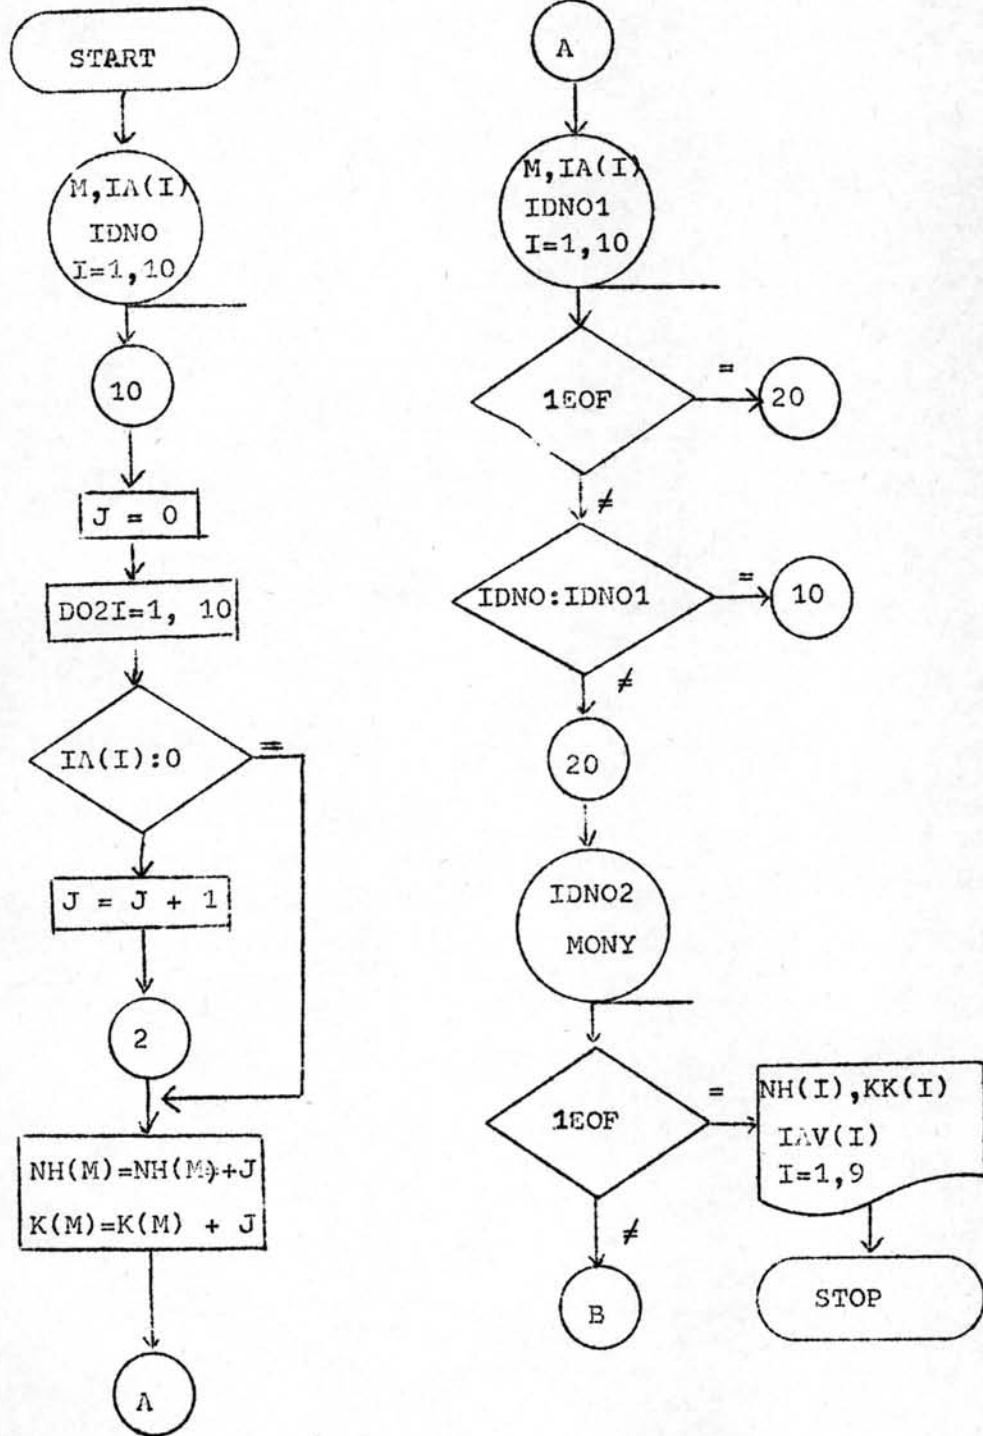 START
M,IA(I)
IDNO
I=1,10
10
J = 0
DO2I=1, 10
IA(I):0
=
J = J + 1
2
NH(M)=NH(M)+J
K(M)=K(M) + J
A
A
M,IA(I)
IDNO1
I=1,10
1EOF
=
20
≠
IDNO:IDNO1
=
10
≠
20
IDNO2
MONY
1EOF
=
NH(I),KK(I)
IAV(I)
I=1,9
≠
B
STOP